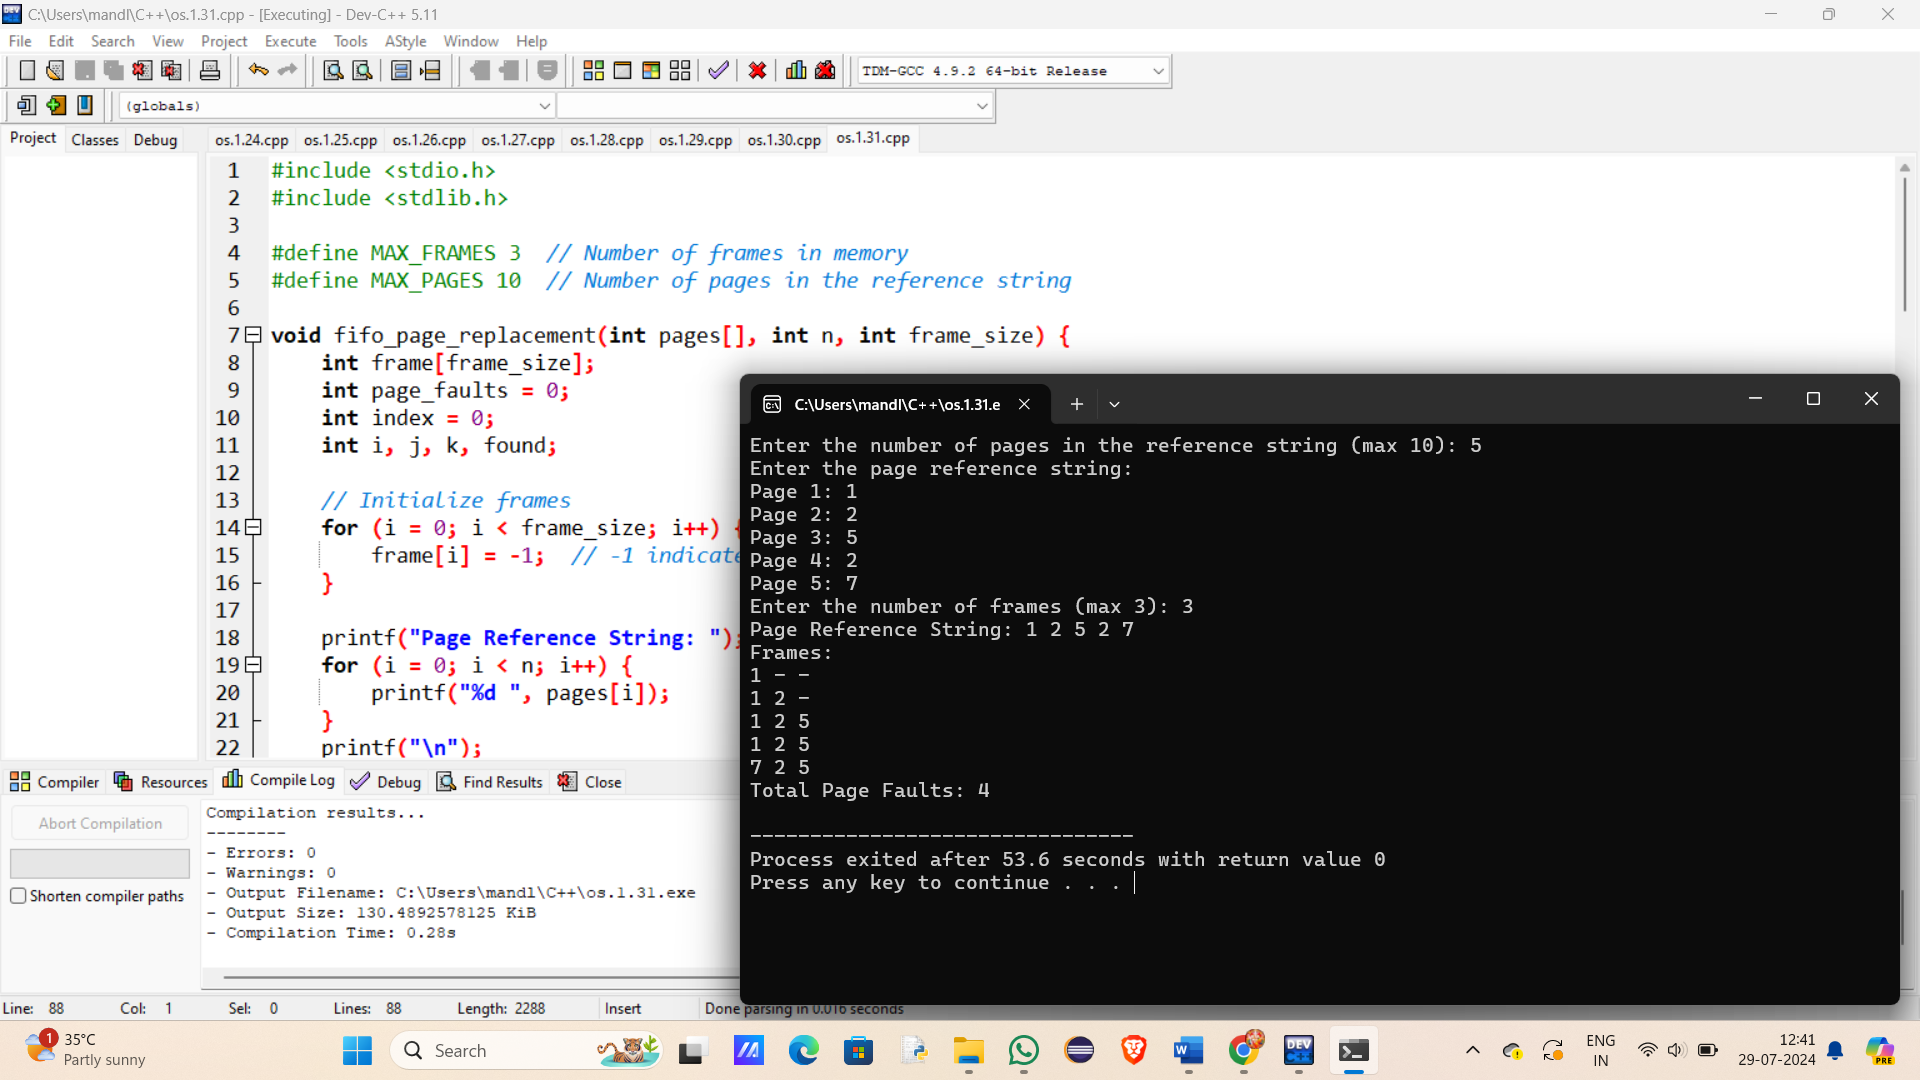 C:\Users\mandl\C++\os.1.31.cpp - [Executing] - Dev-C++ 5.11
File Edit Search View Project Execute Tools AStyle Window Help
TDM-GCC 4.9.2 64-bit Release
(globals)
Project Classes Debug os.1.24.cpp os.1.25.cpp os.1.26.cpp os.1.27.cpp os.1.28.cpp os.1.29.cpp os.1.30.cpp os.1.31.cpp
1 #include <stdio.h>
2 #include <stdlib.h>
3
4 #define MAX_FRAMES 3 // Number of frames in memory
5 #define MAX_PAGES 10 // Number of pages in the reference string
6
7 void fifo_page_replacement(int pages[], int n, int frame_size) {
8 int frame[frame_size];
9 int page_faults = 0;
10 int index = 0;
11 int i, j, k, found;
12
13 // Initialize frames
14 for (i = 0; i < frame_size; i++) {
15 frame[i] = -1; // -1 indicate
16 }
17
18 printf("Page Reference String: ");
19 for (i = 0; i < n; i++) {
20 printf("%d ", pages[i]);
21 }
22 printf("\n");
C:\Users\mandl\C++\os.1.31.e
Enter the number of pages in the reference string (max 10): 5
Enter the page reference string:
Page 1: 1
Page 2: 2
Page 3: 5
Page 4: 2
Page 5: 7
Enter the number of frames (max 3): 3
Page Reference String: 1 2 5 2 7
Frames:
1 - -
1 2 -
1 2 5
1 2 5
7 2 5
Total Page Faults: 4
--------------------------------
Process exited after 53.6 seconds with return value 0
Press any key to continue . . .
Compiler Resources Compile Log Debug Find Results Close
Abort Compilation
Shorten compiler paths
Compilation results...
--------
- Errors: 0
- Warnings: 0
- Output Filename: C:\Users\mandl\C++\os.1.31.exe
- Output Size: 130.4892578125 KiB
- Compilation Time: 0.28s
Line: 88 Col: 1 Sel: 0 Lines: 88 Length: 2288 Insert Done parsing in 0.016 seconds
1
35°C
Partly sunny
Search
DEV
ENG
IN
12:41
29-07-2024
PRE